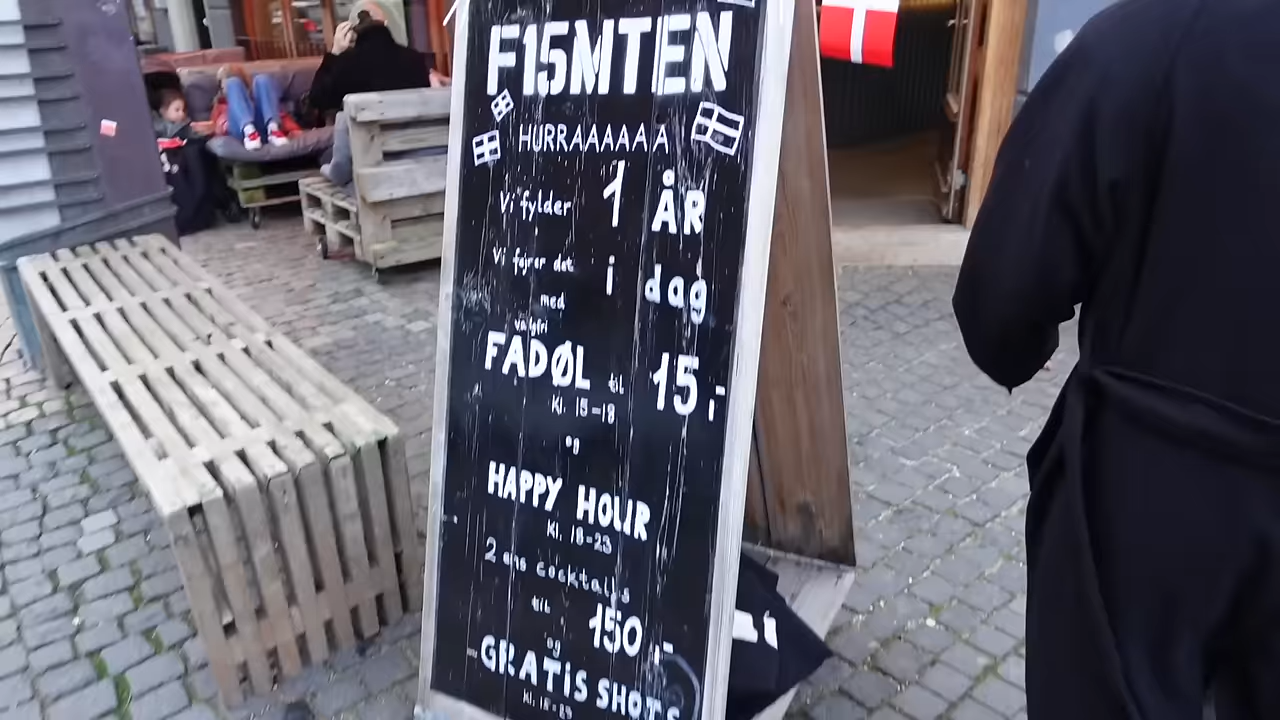 F15MTEN
HURRAAAAAA
Vi fylder 1 ÅR
Vi fejrer det i dag
med
valgfri
FADØL til 15,-
Kl. 15-18
og
HAPPY HOUR
Kl. 18-23
2 ens cocktails
til 150,-
og
GRATIS SHOTS